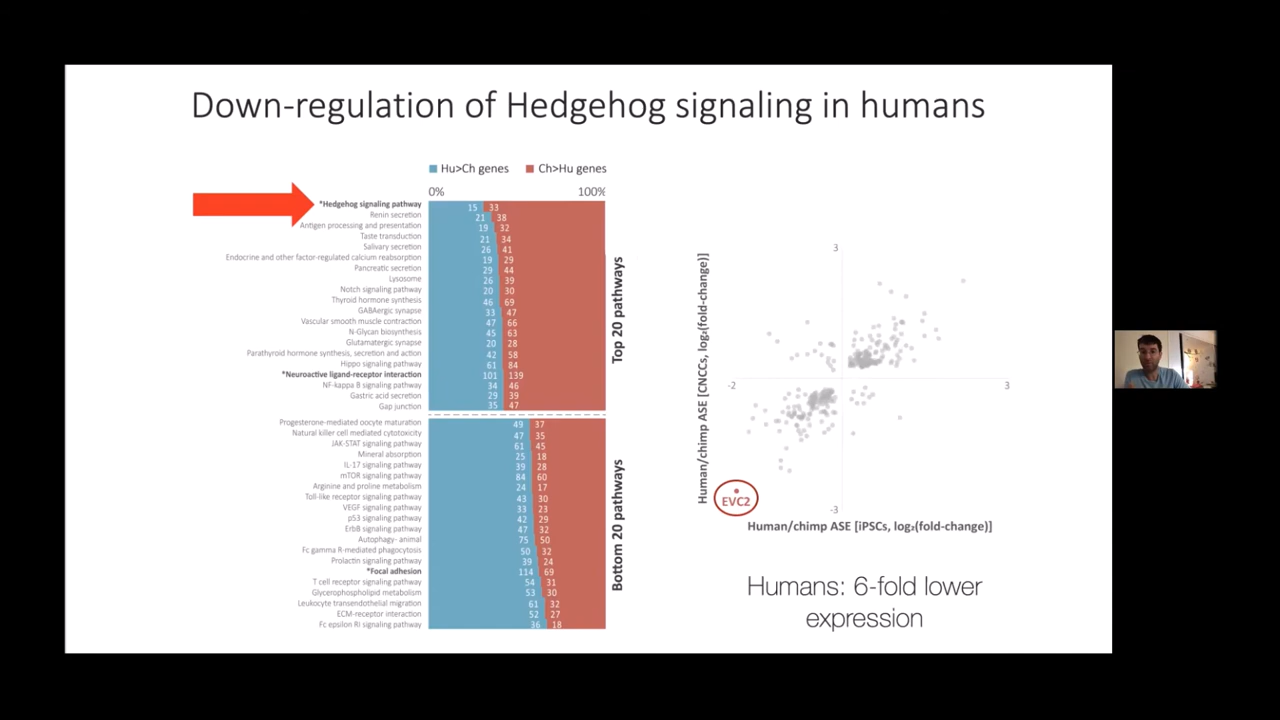 Down-regulation of Hedgehog signaling in humans
Hu>Ch genes Ch>Hu genes
0% 100%
*Hedgehog signaling pathway 15 33
Renin secretion 21 38
Antigen processing and presentation 19 32
Taste transduction 21 34
Salivary secretion 26 41
Endocrine and other factor-regulated calcium reabsorption 19 29
Pancreatic secretion 29 44
Lysosome 26 39
Notch signaling pathway 20 30
Thyroid hormone synthesis 46 69
GABAergic synapse 33 47
Vascular smooth muscle contraction 47 66
N-Glycan biosynthesis 45 63
Glutamatergic synapse 20 28
Parathyroid hormone synthesis, secretion and action 42 58
Hippo signaling pathway 61 84
*Neuroactive ligand-receptor interaction 101 139
NF-kappa B signaling pathway 34 46
Gastric acid secretion 29 39
Gap junction 35 47
Top 20 pathways
Progesterone-mediated oocyte maturation 49 37
Natural killer cell mediated cytotoxicity 47 35
JAK-STAT signaling pathway 61 45
Mineral absorption 25 18
IL-17 signaling pathway 39 28
mTOR signaling pathway 84 60
Arginine and proline metabolism 24 17
Toll-like receptor signaling pathway 43 30
VEGF signaling pathway 33 23
p53 signaling pathway 42 29
ErbB signaling pathway 47 32
Autophagy- animal 75 50
Fc gamma R-mediated phagocytosis 50 32
Prolactin signaling pathway 39 24
*Focal adhesion 114 69
T cell receptor signaling pathway 54 31
Glycerophospholipid metabolism 53 30
Leukocyte transendothelial migration 61 32
ECM-receptor interaction 52 27
Fc epsilon RI signaling pathway 36 18
Bottom 20 pathways
Human/chimp ASE [CNCCs, log₂(fold-change)]
3
-2 3
-3
EVC2
Human/chimp ASE [iPSCs, log₂(fold-change)]
Humans: 6-fold lower
expression